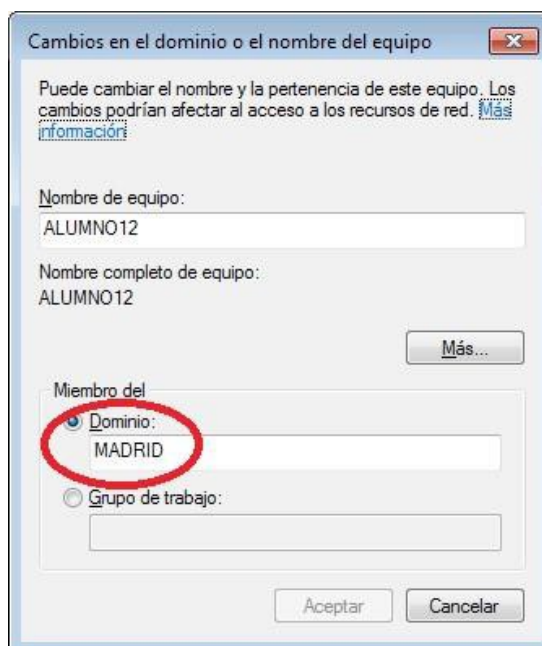 Cambios en el dominio o el nombre del equipo
Puede cambiar el nombre y la pertenencia de este equipo. Los
cambios podrían afectar al acceso a los recursos de red. Más
información
Nombre de equipo:
ALUMNO12
Nombre completo de equipo:
ALUMNO12
Más...
Miembro del
Dominio:
MADRID
Grupo de trabajo:
Aceptar Cancelar